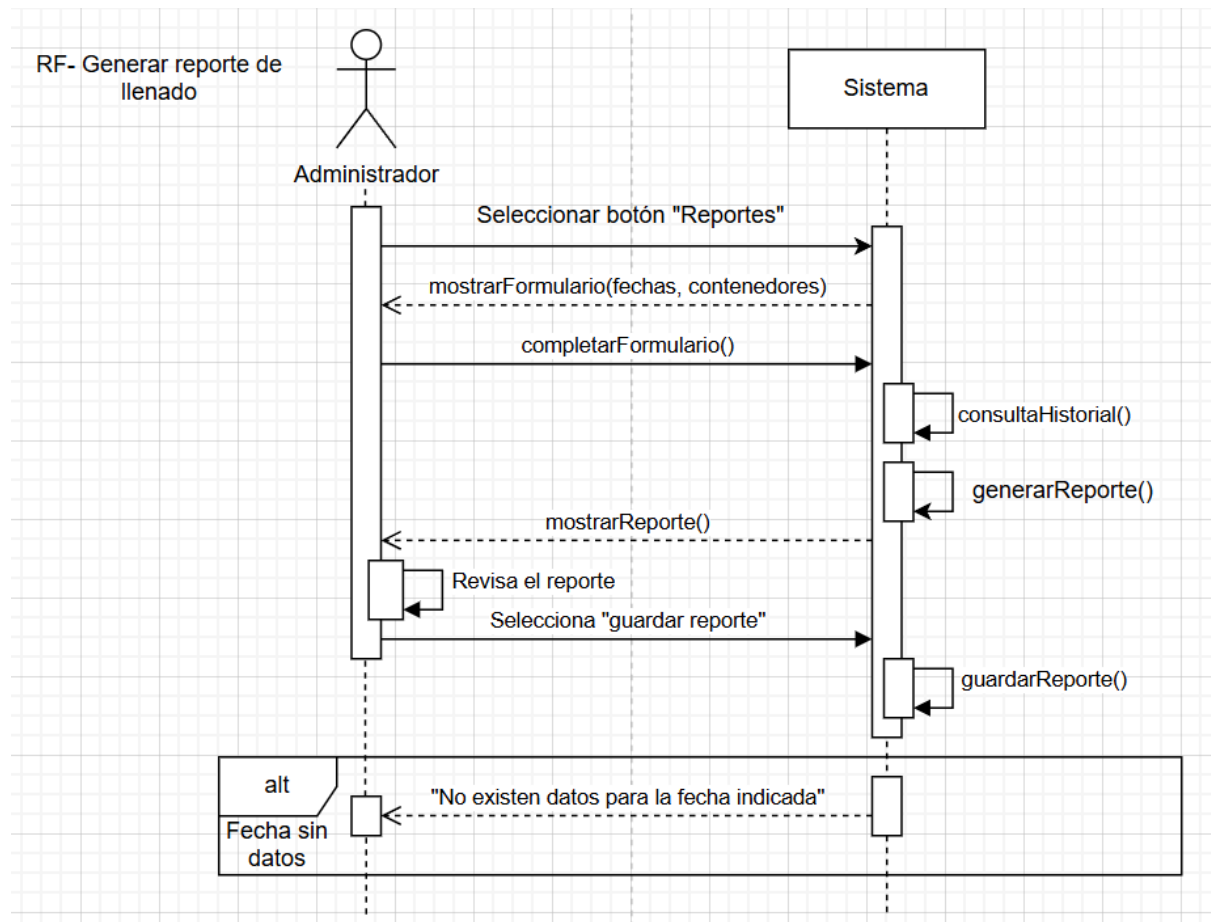 RF- Generar reporte de
llenado
Sistema
Administrador
Seleccionar botón "Reportes"
mostrarFormulario(fechas, contenedores)
completarFormulario()
consultaHistorial()
generarReporte()
mostrarReporte()
Revisa el reporte
Selecciona "guardar reporte"
guardarReporte()
alt
"No existen datos para la fecha indicada"
Fecha sin
datos